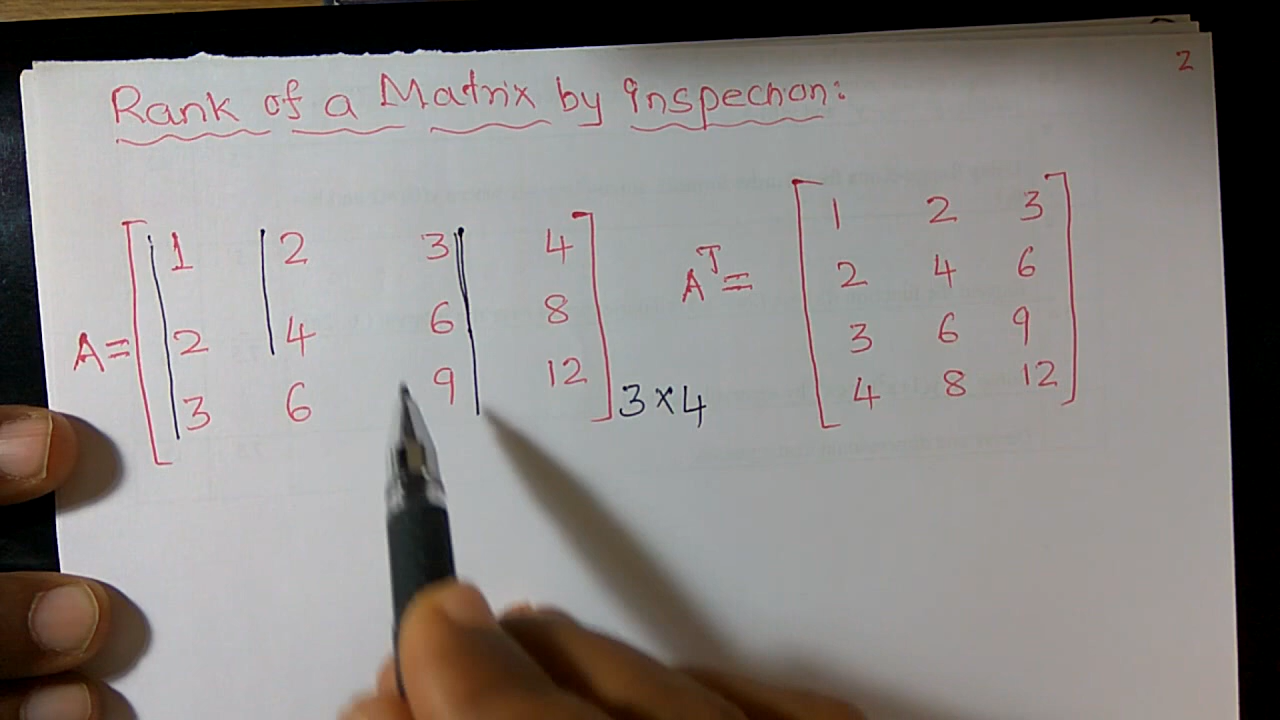 2
Rank of a Matrix by inspection:
A= [ 1 2 3 4
2 4 6 8
3 6 9 12 ] 3×4
Aᵀ= [ 1 2 3
2 4 6
3 6 9
4 8 12 ]